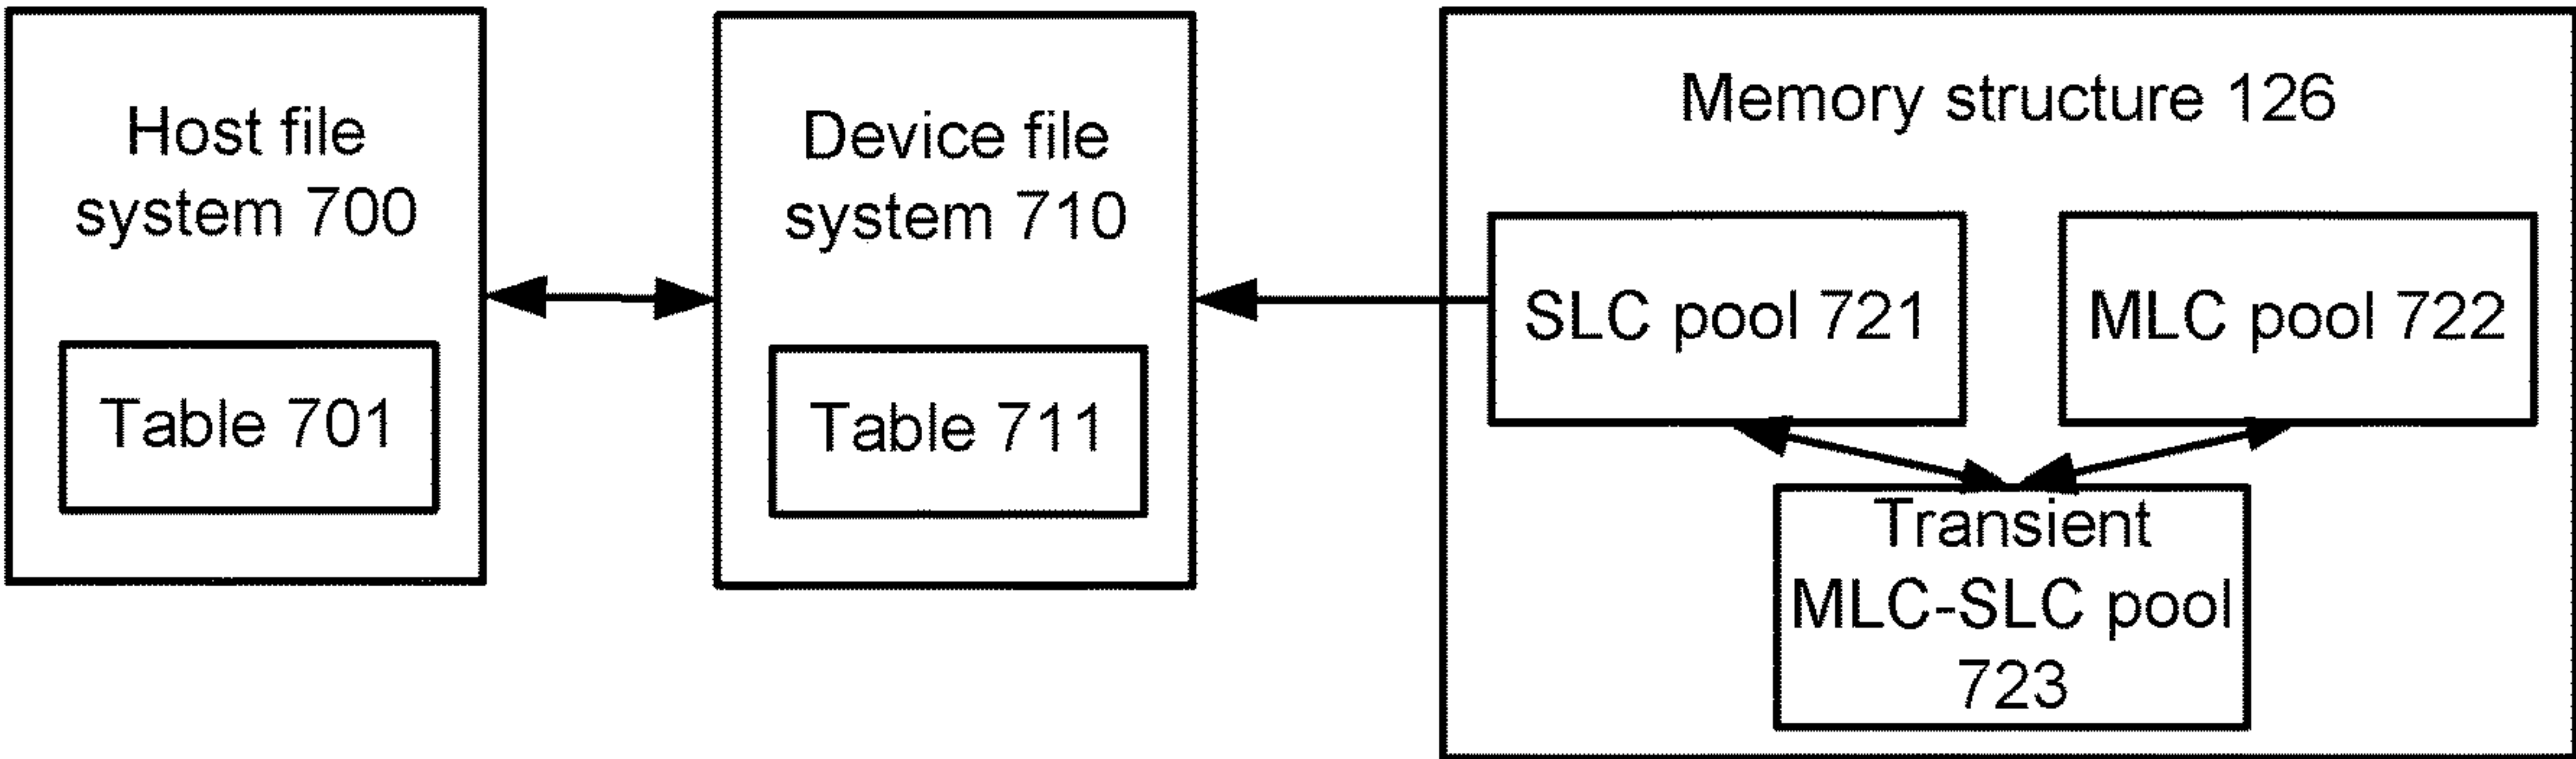 Host file
system 700
Table 701
Device file
system 710
Table 711
Memory structure 126
SLC pool 721
MLC pool 722
Transient
MLC-SLC pool
723